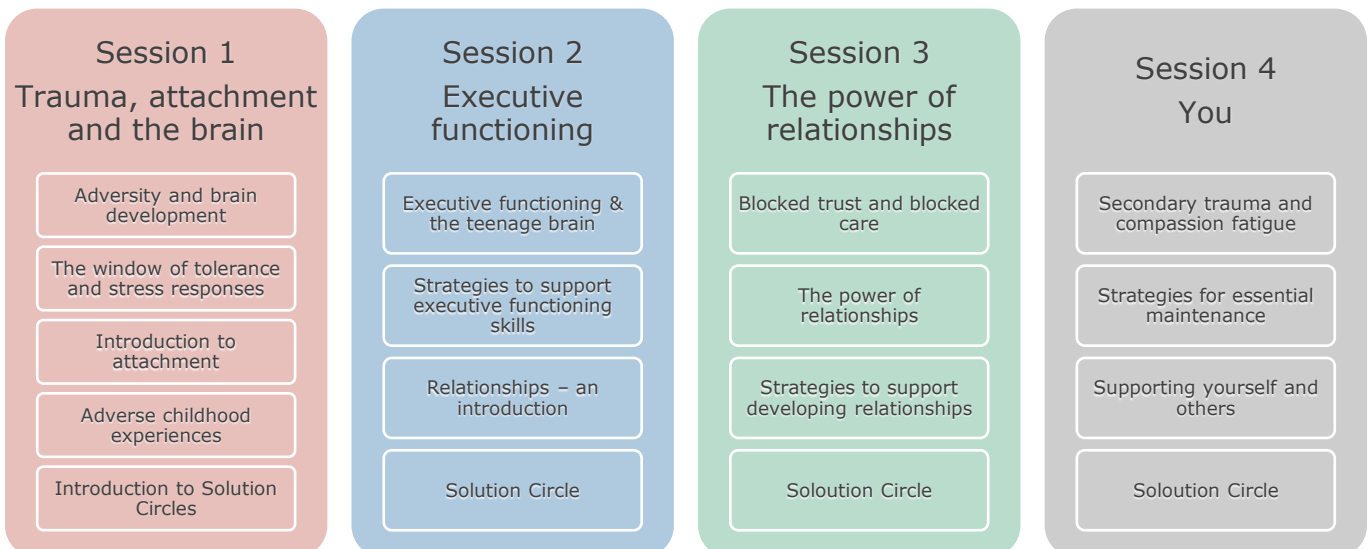 Session 1
Trauma, attachment
and the brain
Adversity and brain
development
The window of tolerance
and stress responses
Introduction to
attachment
Adverse childhood
experiences
Introduction to Solution
Circles
Session 2
Executive
functioning
Executive functioning &
the teenage brain
Strategies to support
executive functioning
skills
Relationships – an
introduction
Solution Circle
Session 3
The power of
relationships
Blocked trust and blocked
care
The power of
relationships
Strategies to support
developing relationships
Soloution Circle
Session 4
You
Secondary trauma and
compassion fatigue
Strategies for essential
maintenance
Supporting yourself and
others
Soloution Circle